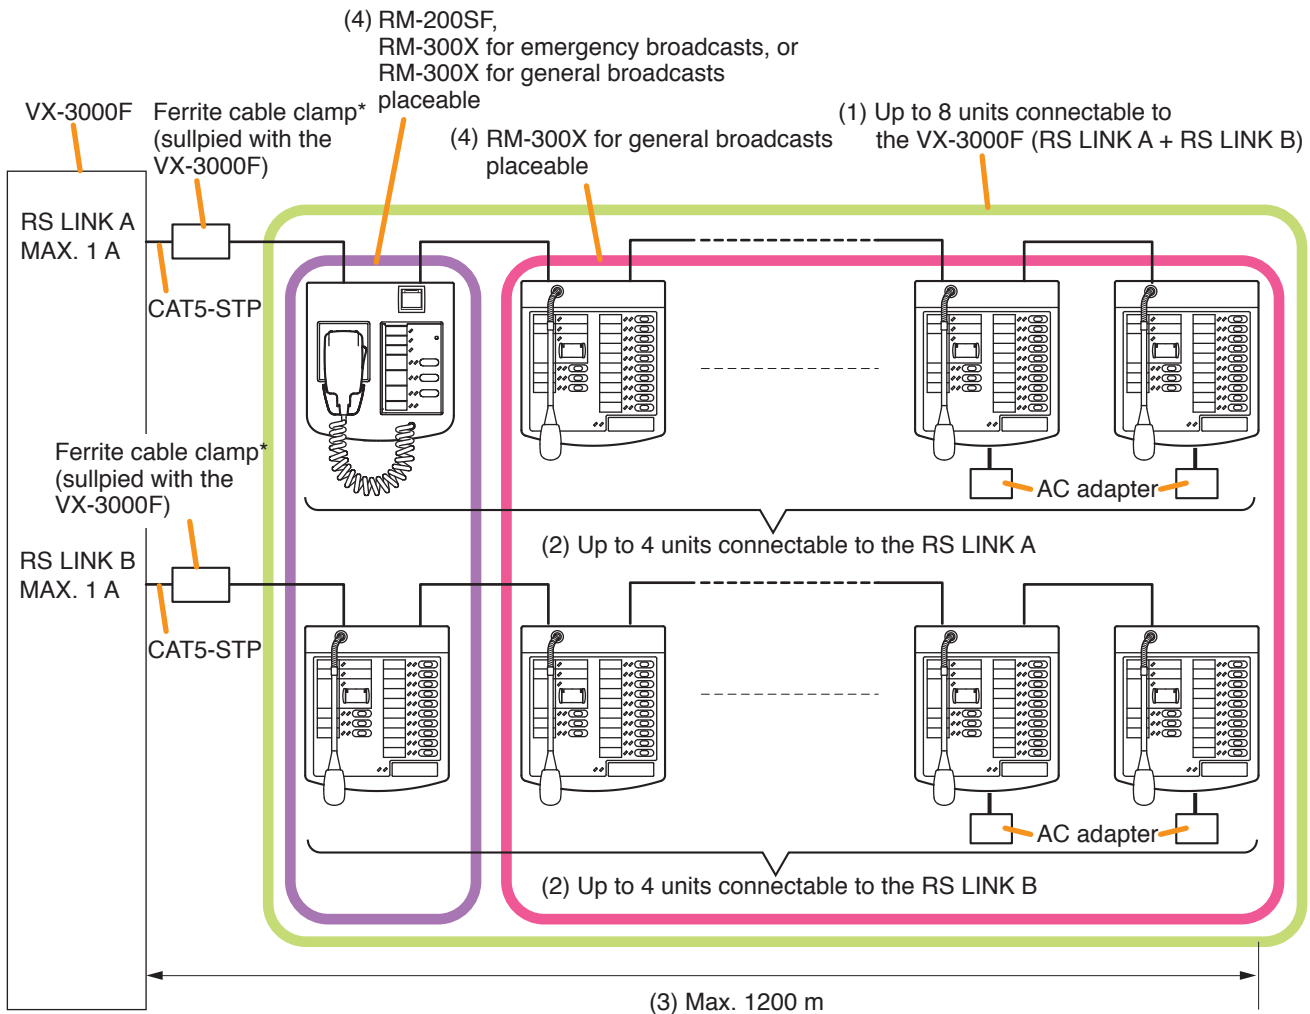 (4) RM-200SF,
RM-300X for emergency broadcasts, or
RM-300X for general broadcasts
placeable
VX-3000F
Ferrite cable clamp*
(sullpied with the
VX-3000F)
(4) RM-300X for general broadcasts
placeable
(1) Up to 8 units connectable to
the VX-3000F (RS LINK A + RS LINK B)
RS LINK A
MAX. 1 A
CAT5-STP
AC adapter
(2) Up to 4 units connectable to the RS LINK A
Ferrite cable clamp*
(sullpied with the
VX-3000F)
RS LINK B
MAX. 1 A
CAT5-STP
AC adapter
(2) Up to 4 units connectable to the RS LINK B
(3) Max. 1200 m